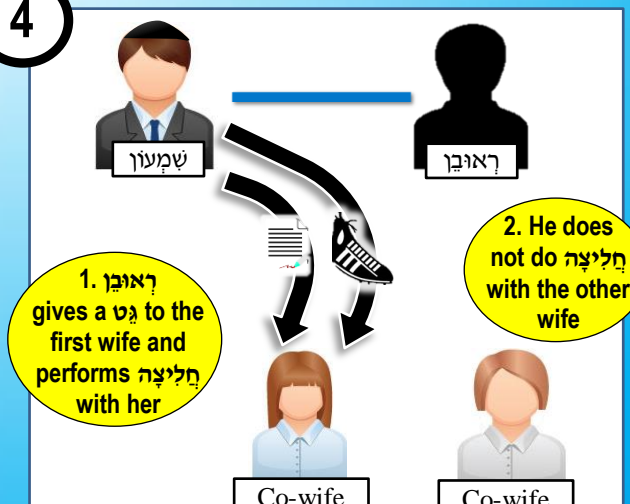 4
שִׁמְעוֹן
רְאוּבֵן
1. רְאוּבֵן
gives a גֵּט to the
first wife and
performs חֲלִיצָה
with her
2. He does
not do חֲלִיצָה
with the other
wife
Co-wife
Co-wife